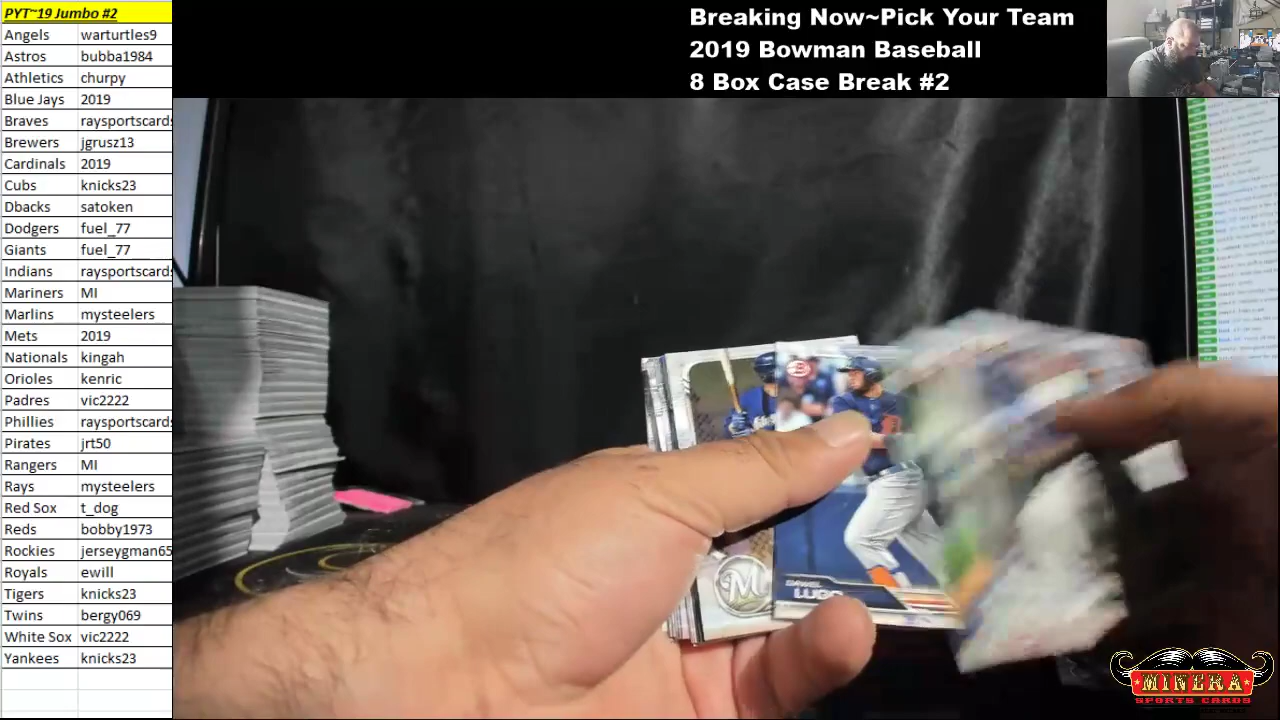 PYT~19 Jumbo #2
Angels warturtles9
Astros bubba1984
Athletics churpy
Blue Jays 2019
Braves raysportscards
Brewers jgrusz13
Cardinals 2019
Cubs knicks23
Dbacks satoken
Dodgers fuel_77
Giants fuel_77
Indians raysportscards
Mariners MI
Marlins mysteelers
Mets 2019
Nationals kingah
Orioles kenric
Padres vic2222
Phillies raysportscards
Pirates jrt50
Rangers MI
Rays mysteelers
Red Sox t_dog
Reds bobby1973
Rockies jerseygman65
Royals ewill
Tigers knicks23
Twins bergy069
White Sox vic2222
Yankees knicks23
Breaking Now~Pick Your Team
2019 Bowman Baseball
8 Box Case Break #2
M
LUGO
MINERA
SPORTS CARDS